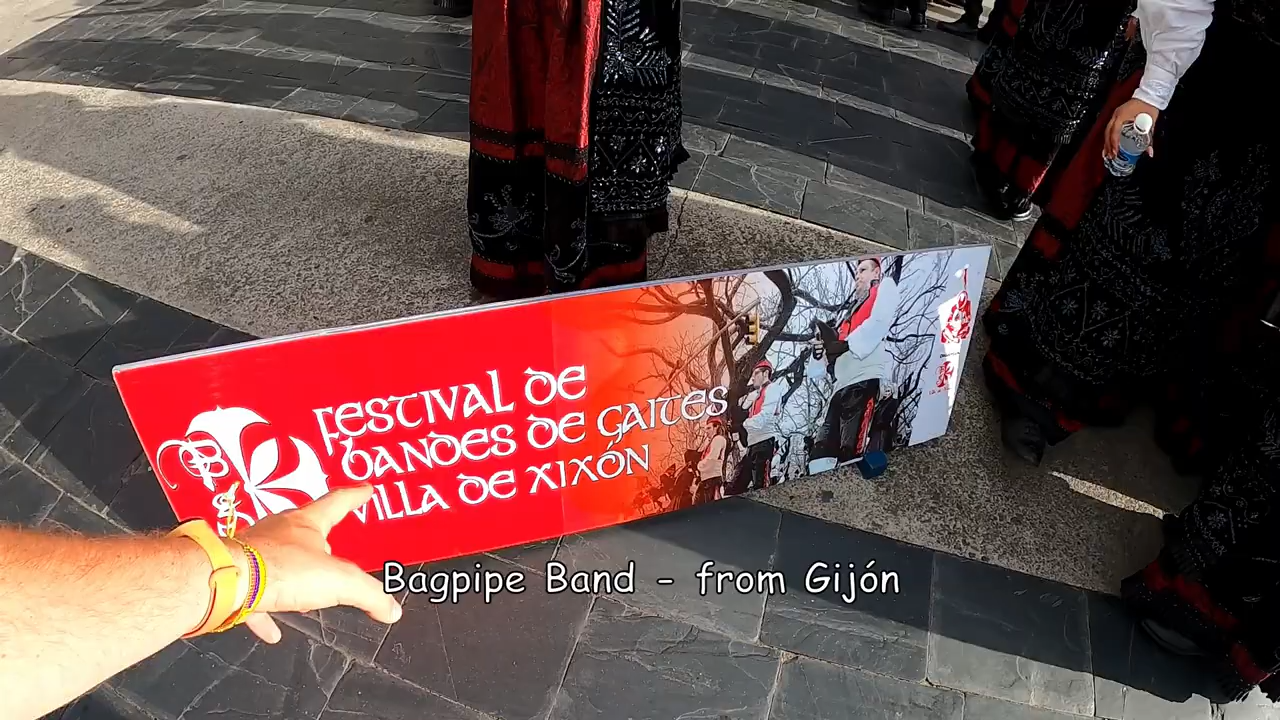 FESTIVAL DE
BANDES DE GAITES
VILLA DE XIXÓN
Bagpipe Band - from Gijón